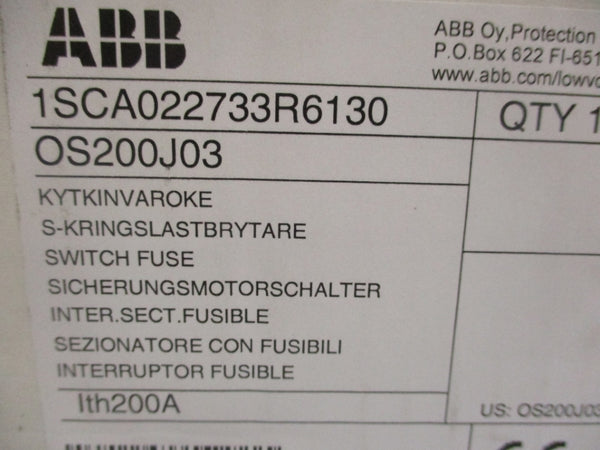 ABB
ABB Oy, Protection
P.O.Box 622 FI-651
www.abb.com/lowvo
1SCA022733R6130
QTY 1
OS200J03
KYTKINVAROKE
S-KRINGSLASTBRYTARE
SWITCH FUSE
SICHERUNGSMOTORSCHALTER
INTER.SECT.FUSIBLE
SEZIONATORE CON FUSIBILI
INTERRUPTOR FUSIBLE
Ith200A
US: OS200J03